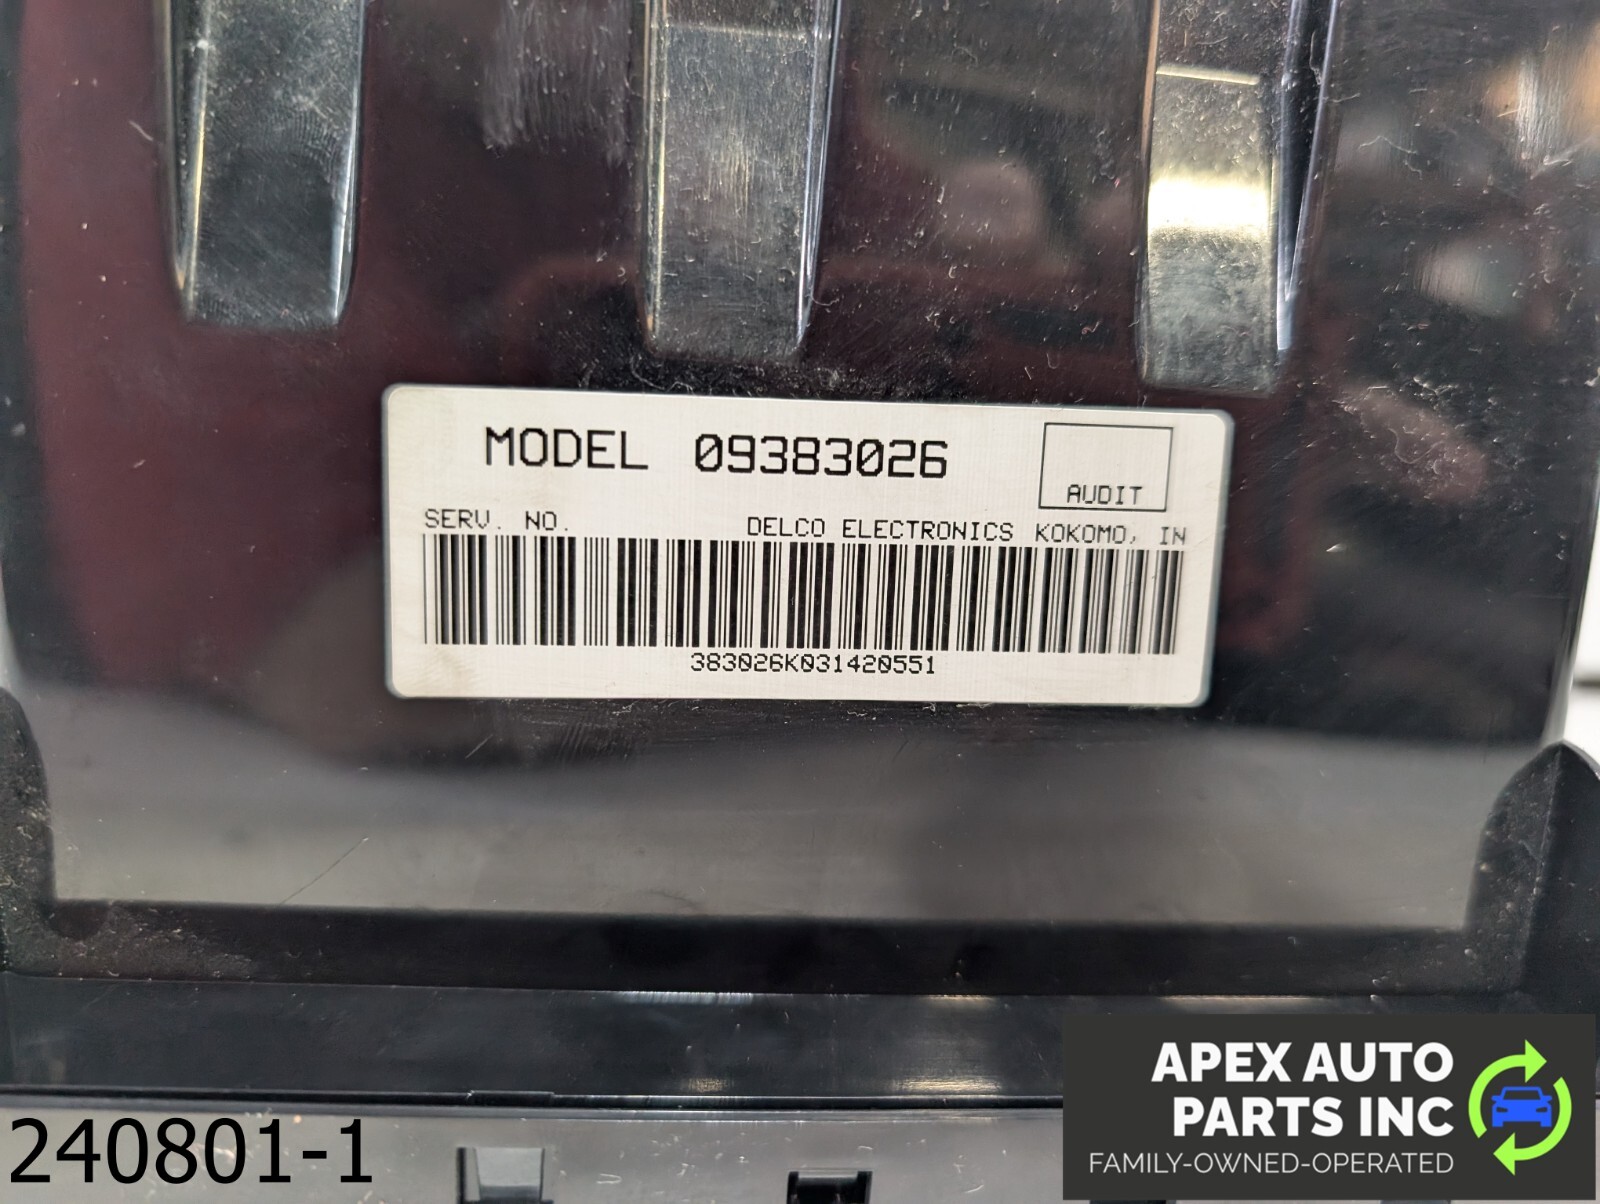 MODEL 09383026
AUDIT
SERV. NO. DELCO ELECTRONICS KOKOMO, IN
383026K031420551
240801-1
APEX AUTO
PARTS INC
FAMILY-OWNED-OPERATED